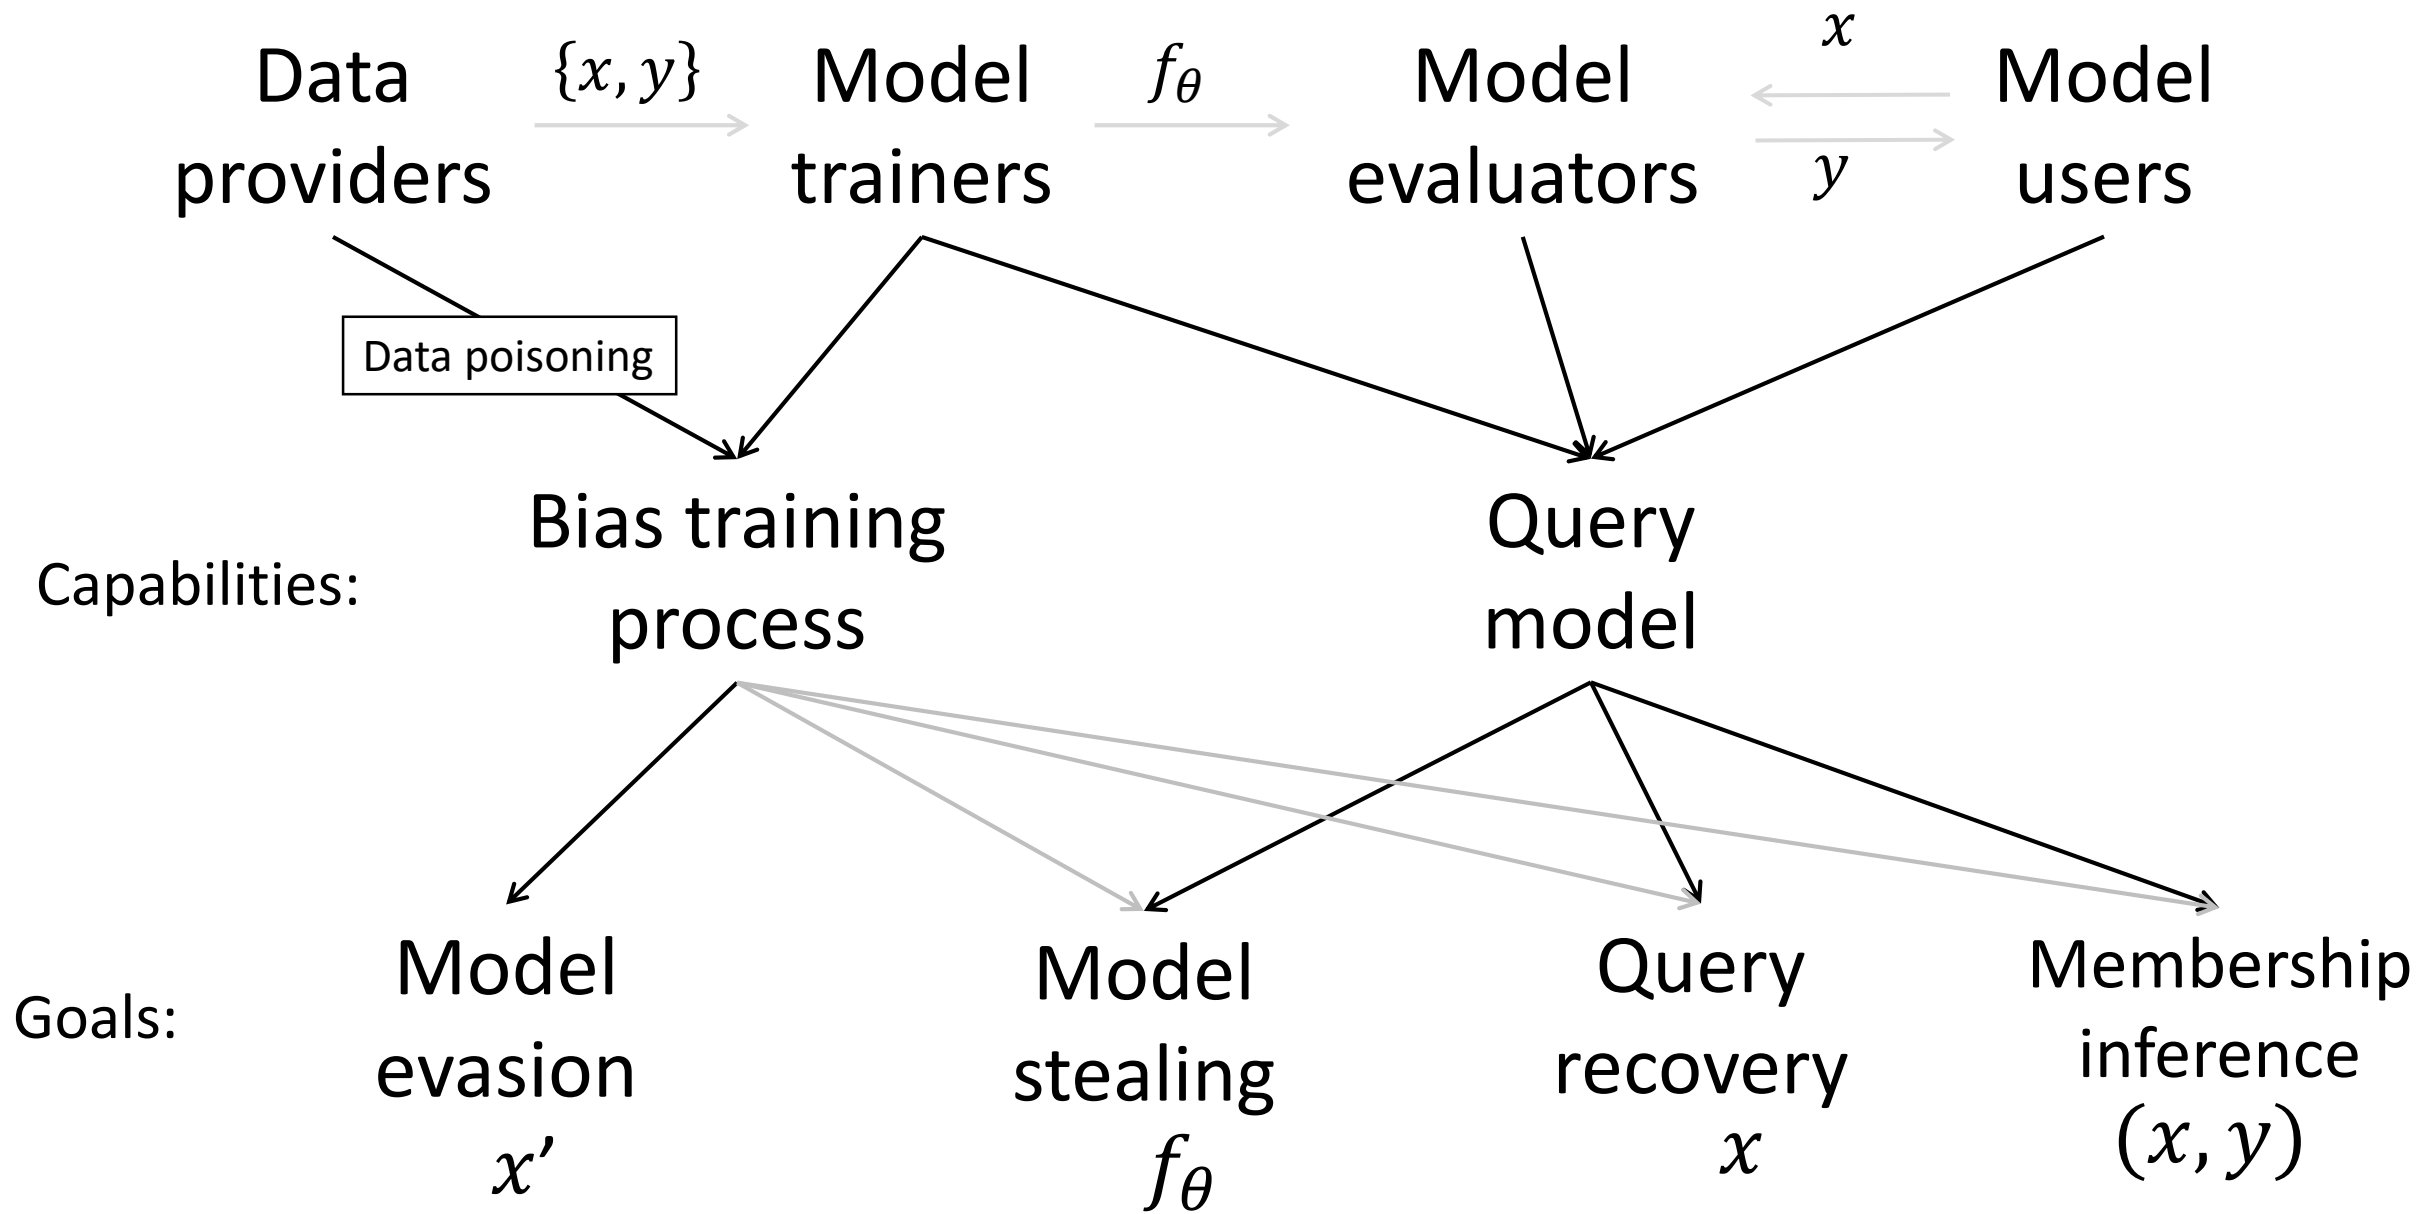 Data
providers
{x, y}
Model
trainers
f_θ
Model
evaluators
x
y
Model
users
Data poisoning
Capabilities:
Bias training
process
Query
model
Goals:
Model
evasion
x′
Model
stealing
f_θ
Query
recovery
x
Membership
inference
(x, y)